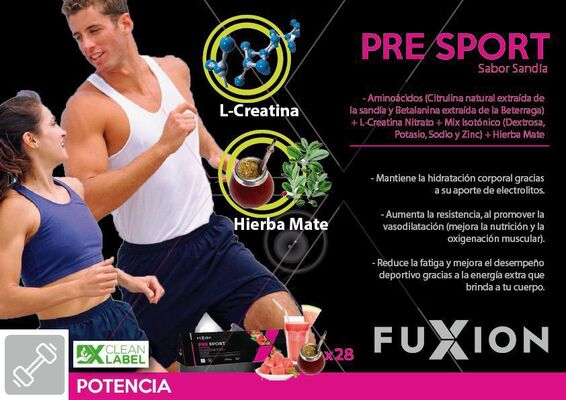 PRE SPORT
Sabor Sandía
L-Creatina
- Aminoácidos (Citrulina natural extraída de
la sandía y Betalanina extraída de la Beterraga)
+ L-Creatina Nitrato + Mix Isotónico (Dextrosa,
Potasio, Sodio y Zinc) + Hierba Mate
Hierba Mate
- Mantiene la hidratación corporal gracias
a su aporte de electrolitos.
- Aumenta la resistencia, al promover la
vasodilatación (mejora la nutrición y la
oxigenación muscular).
- Reduce la fatiga y mejora el desempeño
deportivo gracias a la energía extra que
brinda a tu cuerpo.
CLEAN
LABEL
FUXION
PRE SPORT
x28
FUXION
POTENCIA